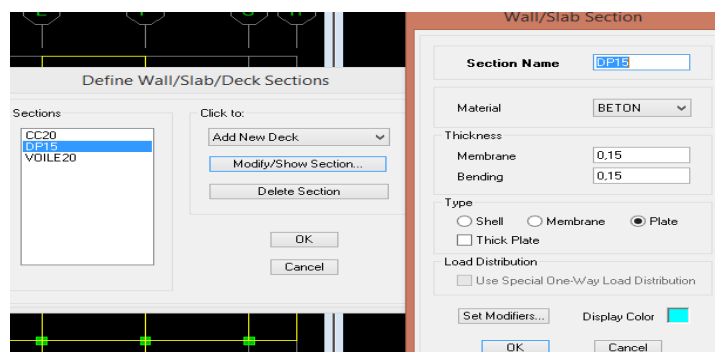 E F G H
Define Wall/Slab/Deck Sections
Sections
CC20
DP15
VOILE20
Click to:
Add New Deck
Modify/Show Section...
Delete Section
OK
Cancel
Wall/Slab Section
Section Name DP15
Material BETON
Thickness
Membrane 0,15
Bending 0,15
Type
Shell Membrane Plate
Thick Plate
Load Distribution
Use Special One-Way Load Distribution
Set Modifiers... Display Color
OK Cancel